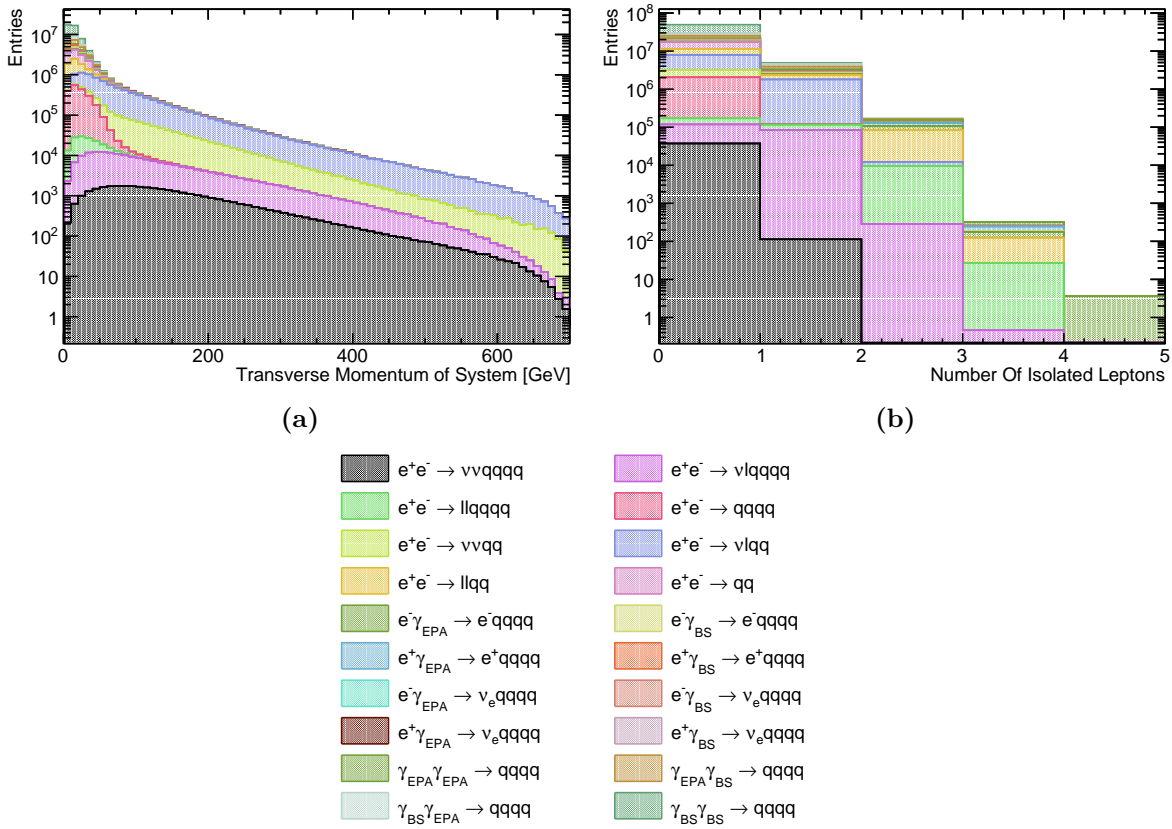 Entries
10⁷
10⁶
10⁵
10⁴
10³
10²
10
1
0 200 400 600
Transverse Momentum of System [GeV]
(a)
Entries
10⁸
10⁷
10⁶
10⁵
10⁴
10³
10²
10
1
0 1 2 3 4 5
Number Of Isolated Leptons
(b)
e⁺e⁻ → ννqqqq
e⁺e⁻ → νlqqqq
e⁺e⁻ → llqqqq
e⁺e⁻ → qqqq
e⁺e⁻ → ννqq
e⁺e⁻ → νlqq
e⁺e⁻ → llqq
e⁺e⁻ → qq
e⁻γ_EPA → e⁻qqqq
e⁻γ_BS → e⁻qqqq
e⁺γ_EPA → e⁺qqqq
e⁺γ_BS → e⁺qqqq
e⁻γ_EPA → ν_eqqqq
e⁻γ_BS → ν_eqqqq
e⁺γ_EPA → ν_eqqqq
e⁺γ_BS → ν_eqqqq
γ_EPAγ_EPA → qqqq
γ_EPAγ_BS → qqqq
γ_BSγ_EPA → qqqq
γ_BSγ_BS → qqqq